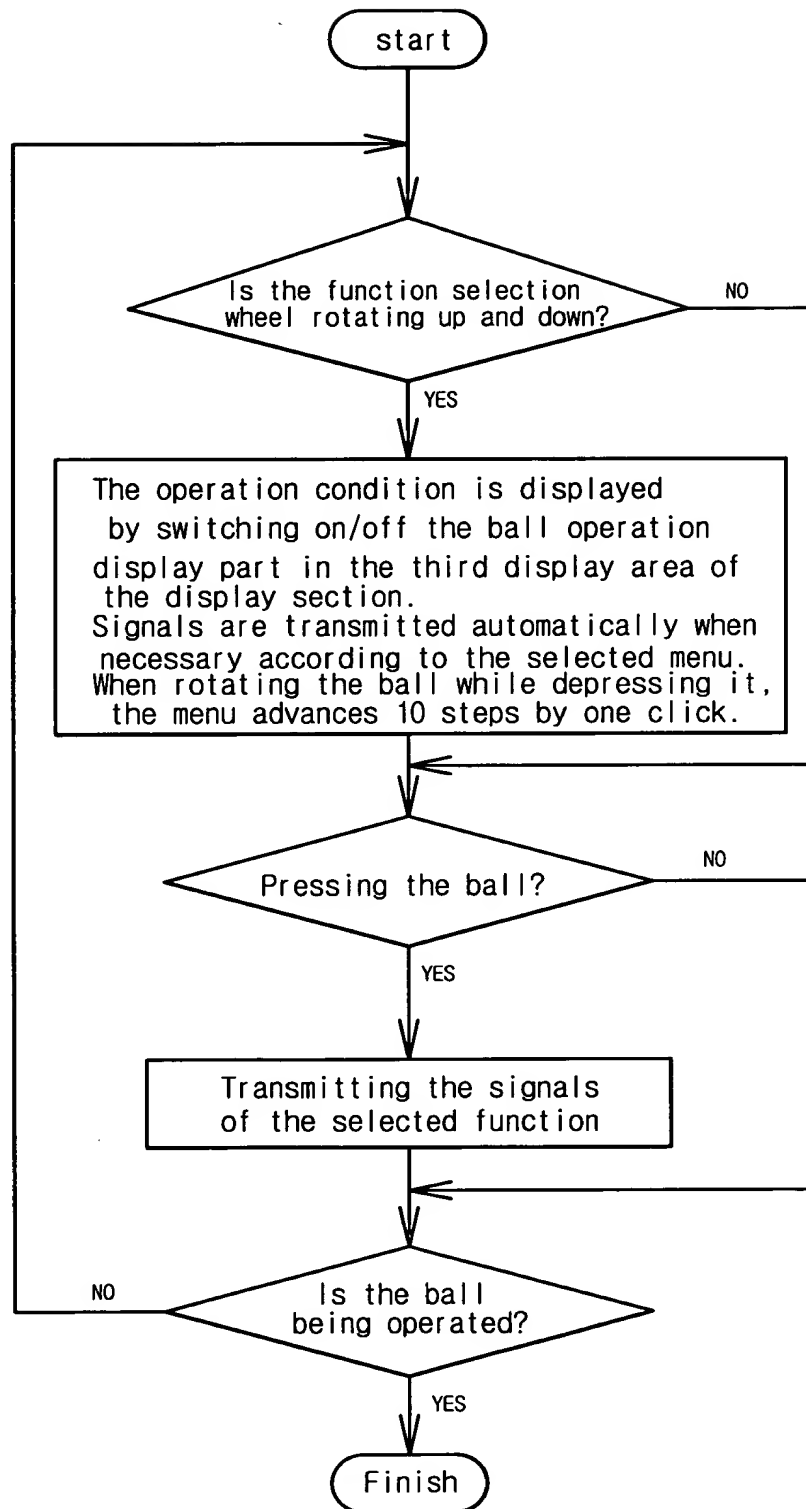 start
Is the function selection
wheel rotating up and down?
NO
YES
The operation condition is displayed
by switching on/off the ball operation
display part in the third display area of
the display section.
Signals are transmitted automatically when
necessary according to the selected menu.
When rotating the ball while depressing it,
the menu advances 10 steps by one click.
Pressing the ball?
NO
YES
Transmitting the signals
of the selected function
NO
Is the ball
being operated?
YES
Finish